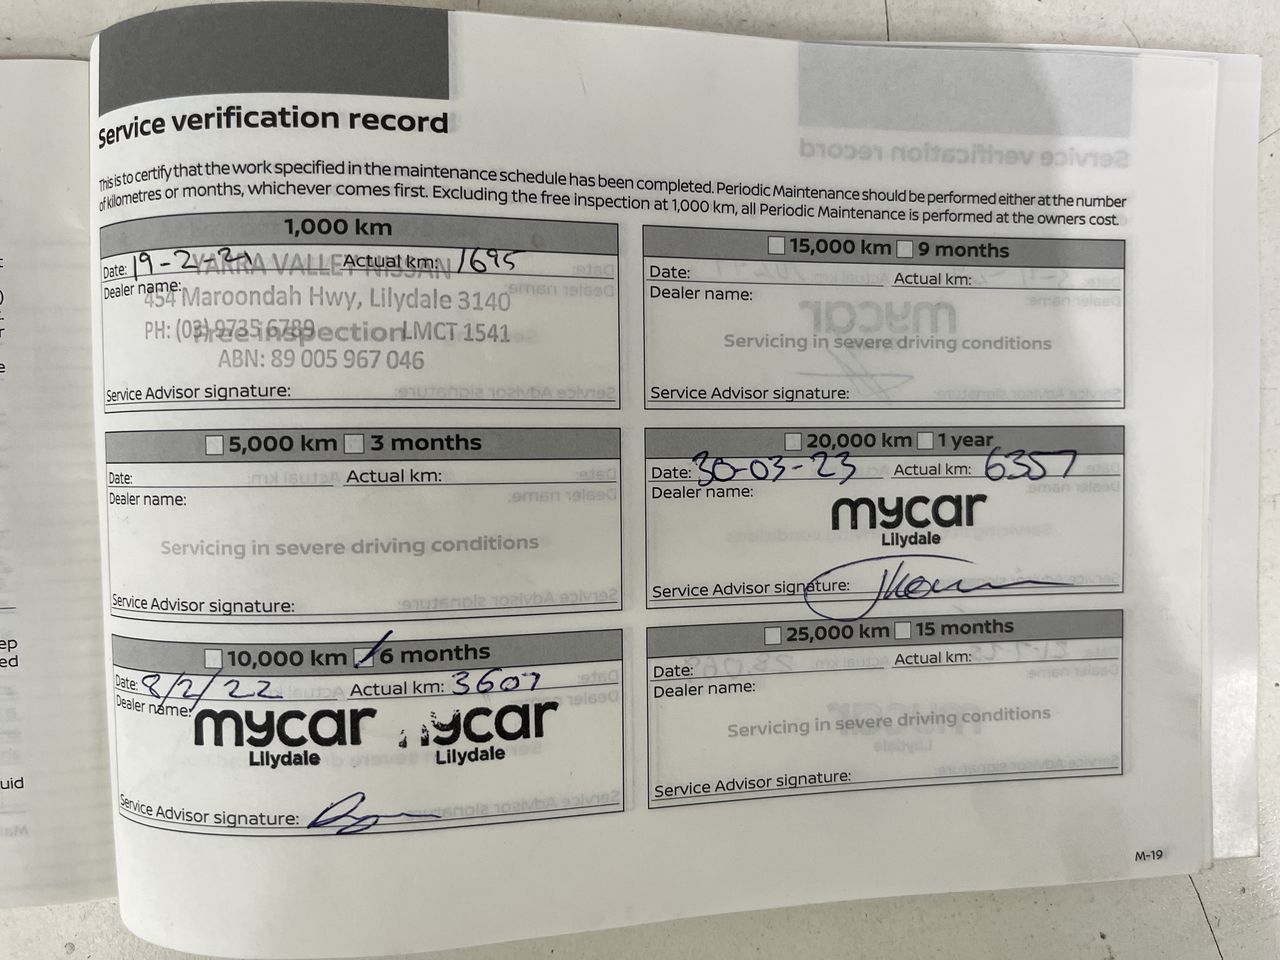 Service verification record
This is to certify that the work specified in the maintenance schedule has been completed. Periodic Maintenance should be performed either at the number
of kilometres or months, whichever comes first. Excluding the free inspection at 1,000 km, all Periodic Maintenance is performed at the owners cost.
1,000 km
Date: 19-2-21 Actual km: 1695
YARRA VALLEY NISSAN
Dealer name:
454 Maroondah Hwy, Lilydale 3140
PH: (03) 9735 6789 LMCT 1541
Free inspection
ABN: 89 005 967 046
Service Advisor signature:
5,000 km 3 months
Date: Actual km:
Dealer name:
Servicing in severe driving conditions
Service Advisor signature:
10,000 km 6 months
Date: 8/2/22 Actual km: 3607
Dealer name:
mycar ycar
Lilydale Lilydale
Service Advisor signature:
15,000 km 9 months
Date: Actual km:
Dealer name:
Servicing in severe driving conditions
Service Advisor signature:
20,000 km 1 year
Date: 30-03-23 Actual km: 6357
Dealer name:
mycar
Lilydale
Service Advisor signature:
25,000 km 15 months
Date: Actual km:
Dealer name:
Servicing in severe driving conditions
Service Advisor signature:
M-19